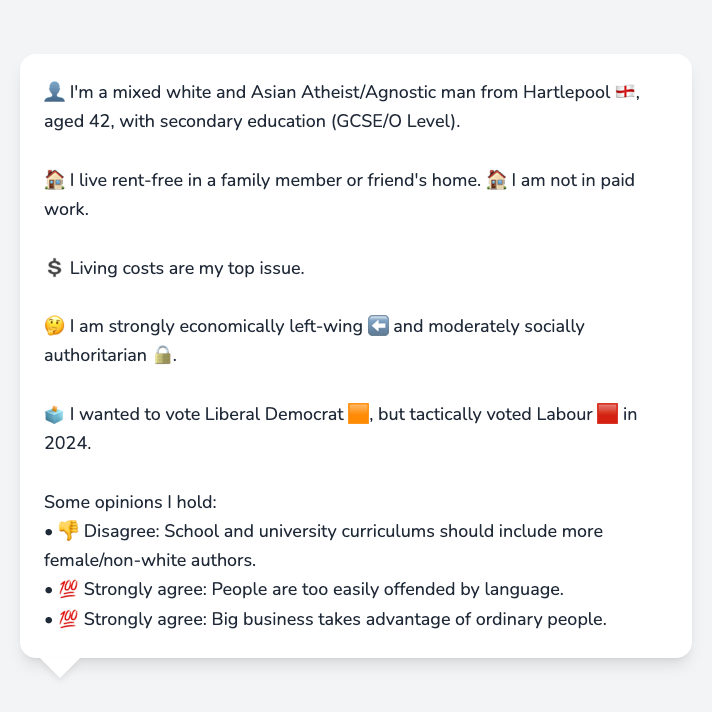 👤 I'm a mixed white and Asian Atheist/Agnostic man from Hartlepool 🏴󠁧󠁢󠁥󠁮󠁧󠁿,
aged 42, with secondary education (GCSE/O Level).
🏠 I live rent-free in a family member or friend's home. 🏠 I am not in paid
work.
💲 Living costs are my top issue.
🤔 I am strongly economically left-wing ⬅️ and moderately socially
authoritarian 🔒.
🗳️ I wanted to vote Liberal Democrat 🟧, but tactically voted Labour 🟥 in
2024.
Some opinions I hold:
• 👎 Disagree: School and university curriculums should include more
female/non-white authors.
• 💯 Strongly agree: People are too easily offended by language.
• 💯 Strongly agree: Big business takes advantage of ordinary people.